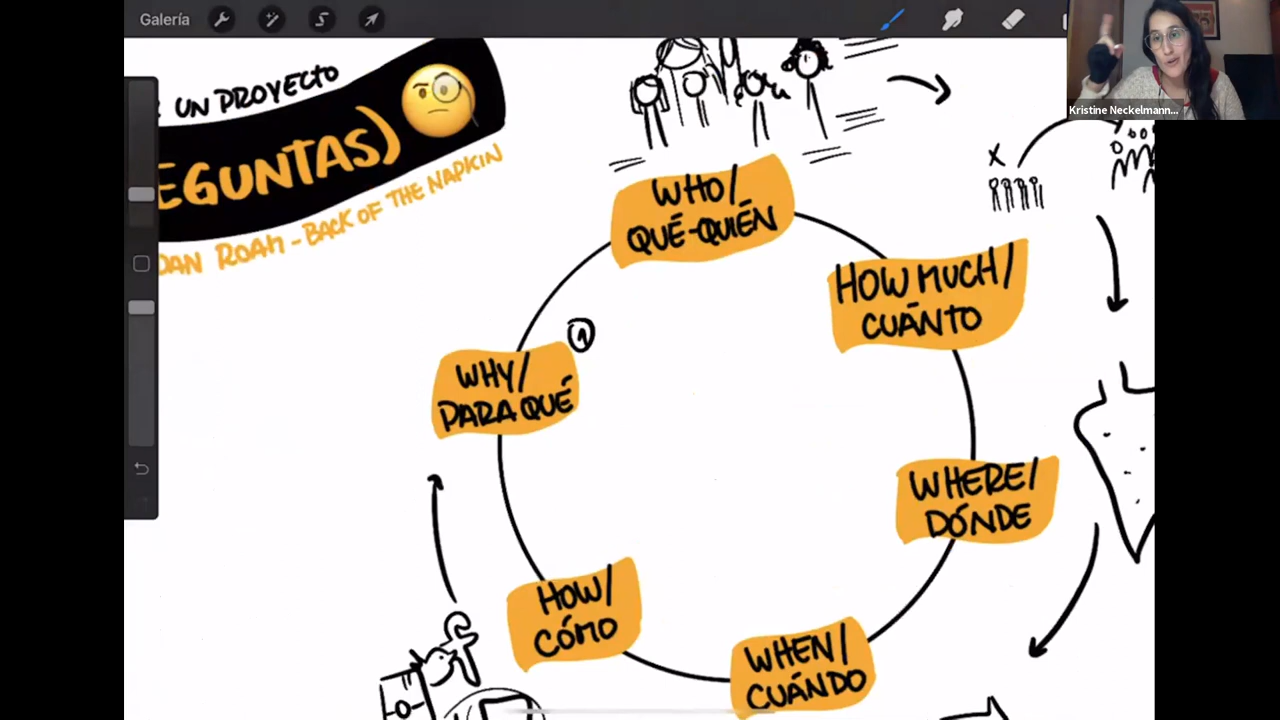 Galería
Kristine Neckelmann...
UN PROYECTO
EGUNTAS)
DAN ROAM - BACK OF THE NAPKIN
WHO/
QUÉ-QUIÉN
HOW MUCH/
CUÁNTO
1
WHY/
PARA QUÉ
WHERE/
DÓNDE
HOW/
CÓMO
WHEN/
CUÁNDO
X